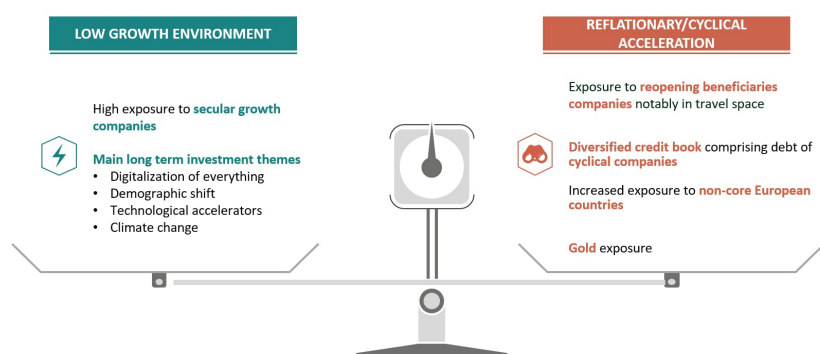 LOW GROWTH ENVIRONMENT
High exposure to secular growth
companies
Main long term investment themes
• Digitalization of everything
• Demographic shift
• Technological accelerators
• Climate change
REFLATIONARY/CYCLICAL
ACCELERATION
Exposure to reopening beneficiaries
companies notably in travel space
Diversified credit book comprising debt of
cyclical companies
Increased exposure to non-core European
countries
Gold exposure